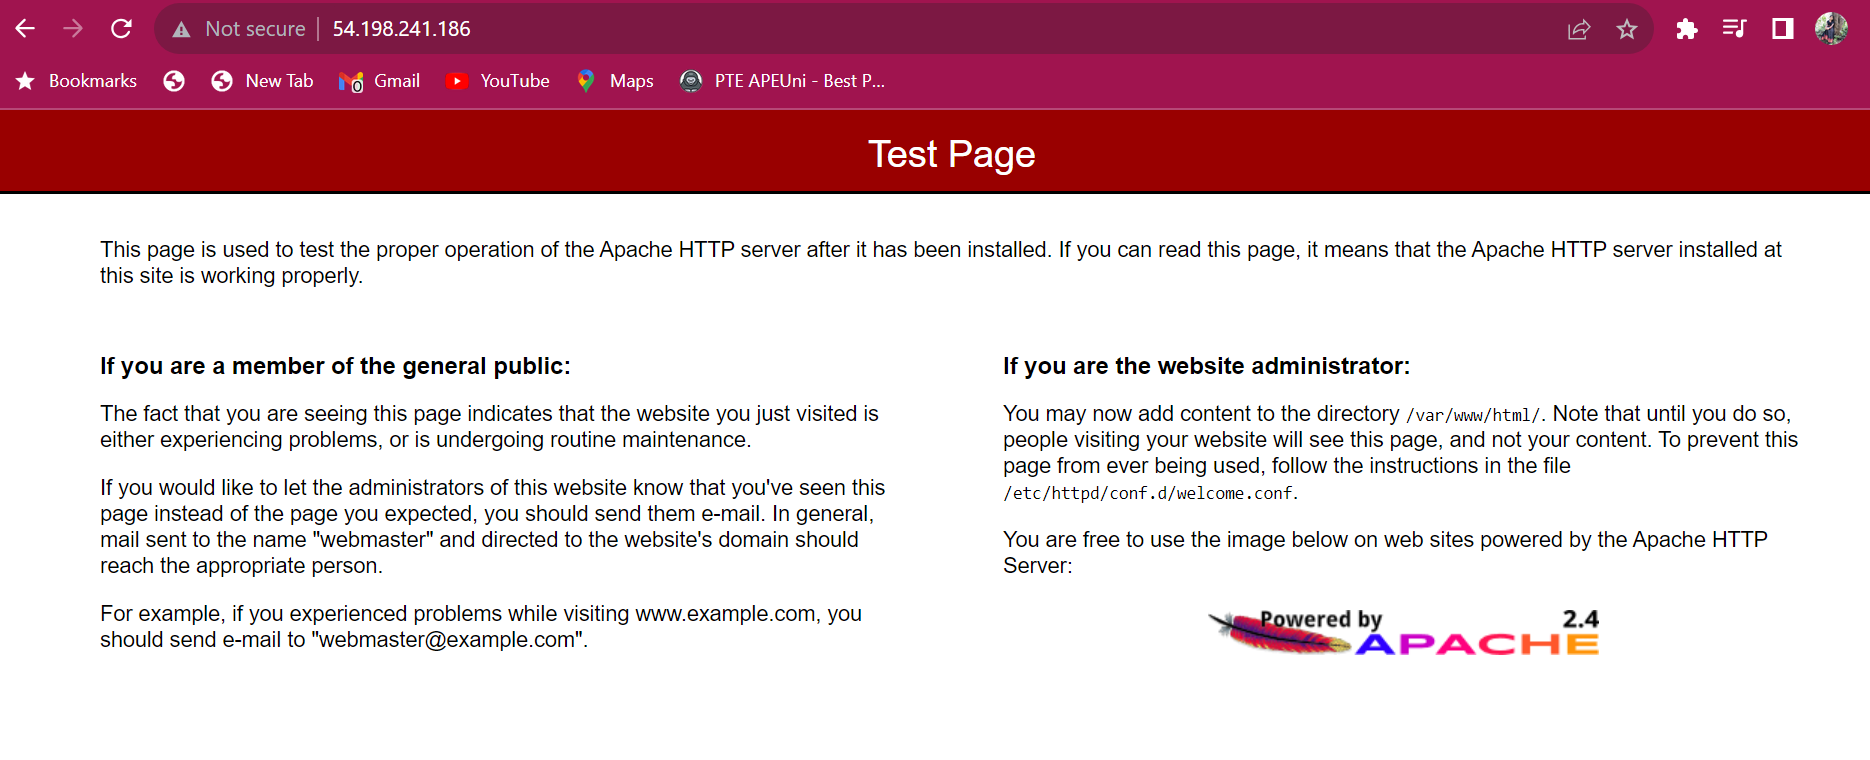 Not secure | 54.198.241.186
Bookmarks New Tab Gmail YouTube Maps PTE APEUni - Best P...
Test Page
This page is used to test the proper operation of the Apache HTTP server after it has been installed. If you can read this page, it means that the Apache HTTP server installed at
this site is working properly.
If you are a member of the general public:
The fact that you are seeing this page indicates that the website you just visited is
either experiencing problems, or is undergoing routine maintenance.
If you would like to let the administrators of this website know that you've seen this
page instead of the page you expected, you should send them e-mail. In general,
mail sent to the name "webmaster" and directed to the website's domain should
reach the appropriate person.
For example, if you experienced problems while visiting www.example.com, you
should send e-mail to "webmaster@example.com".
If you are the website administrator:
You may now add content to the directory /var/www/html/. Note that until you do so,
people visiting your website will see this page, and not your content. To prevent this
page from ever being used, follow the instructions in the file
/etc/httpd/conf.d/welcome.conf.
You are free to use the image below on web sites powered by the Apache HTTP
Server:
Powered by 2.4
APACHE